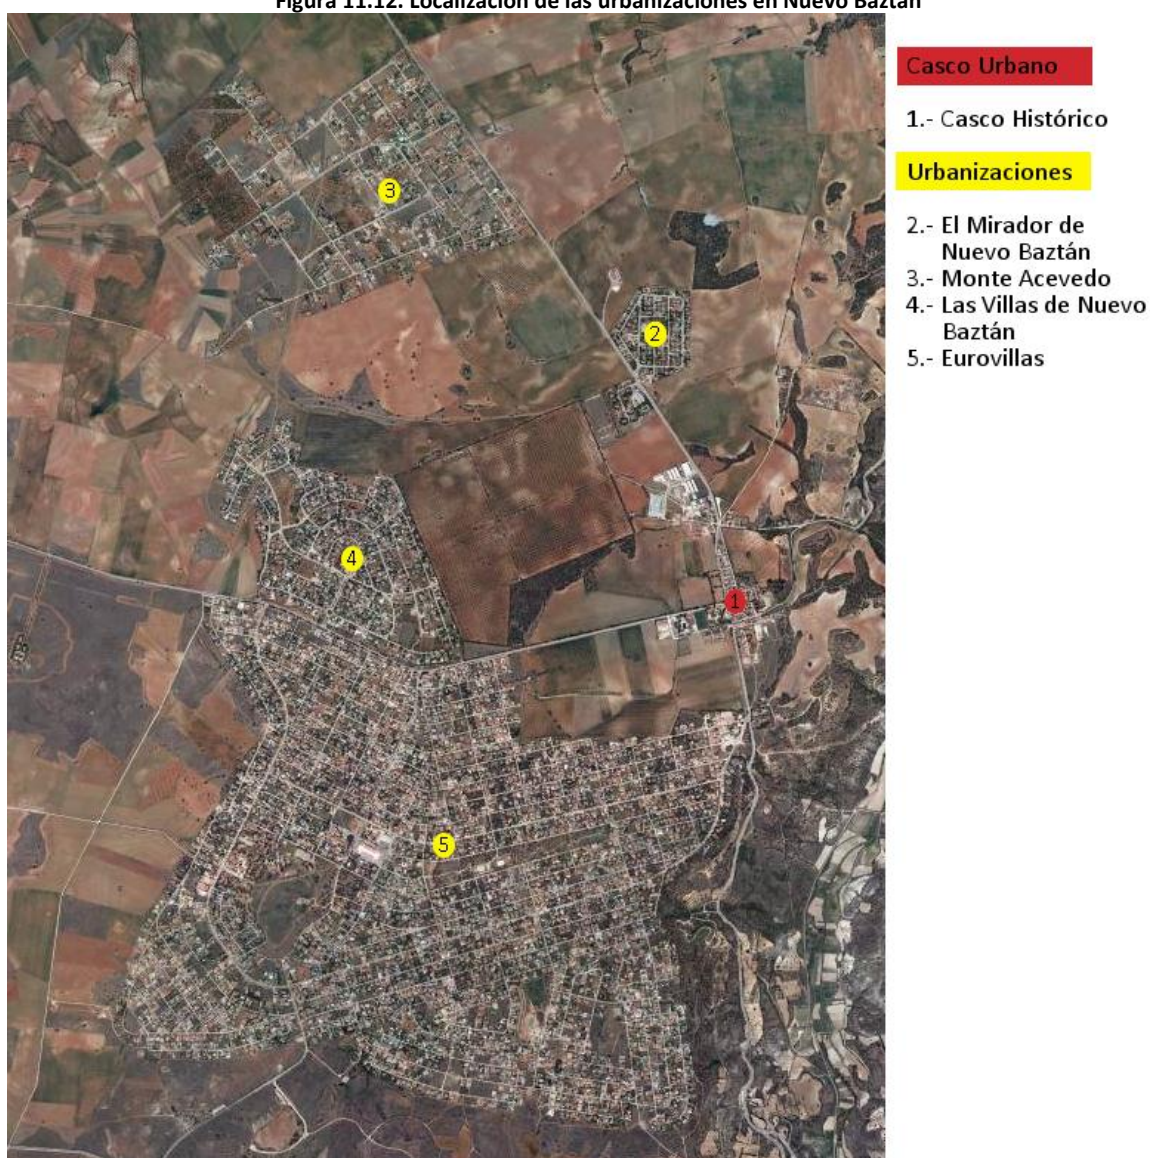 Figura 11.12. Localización de las urbanizaciones en Nuevo Baztán
Casco Urbano
1.- Casco Histórico
Urbanizaciones
2.- El Mirador de
Nuevo Baztán
3.- Monte Acevedo
4.- Las Villas de Nuevo
Baztán
5.- Eurovillas
3
2
4
1
5